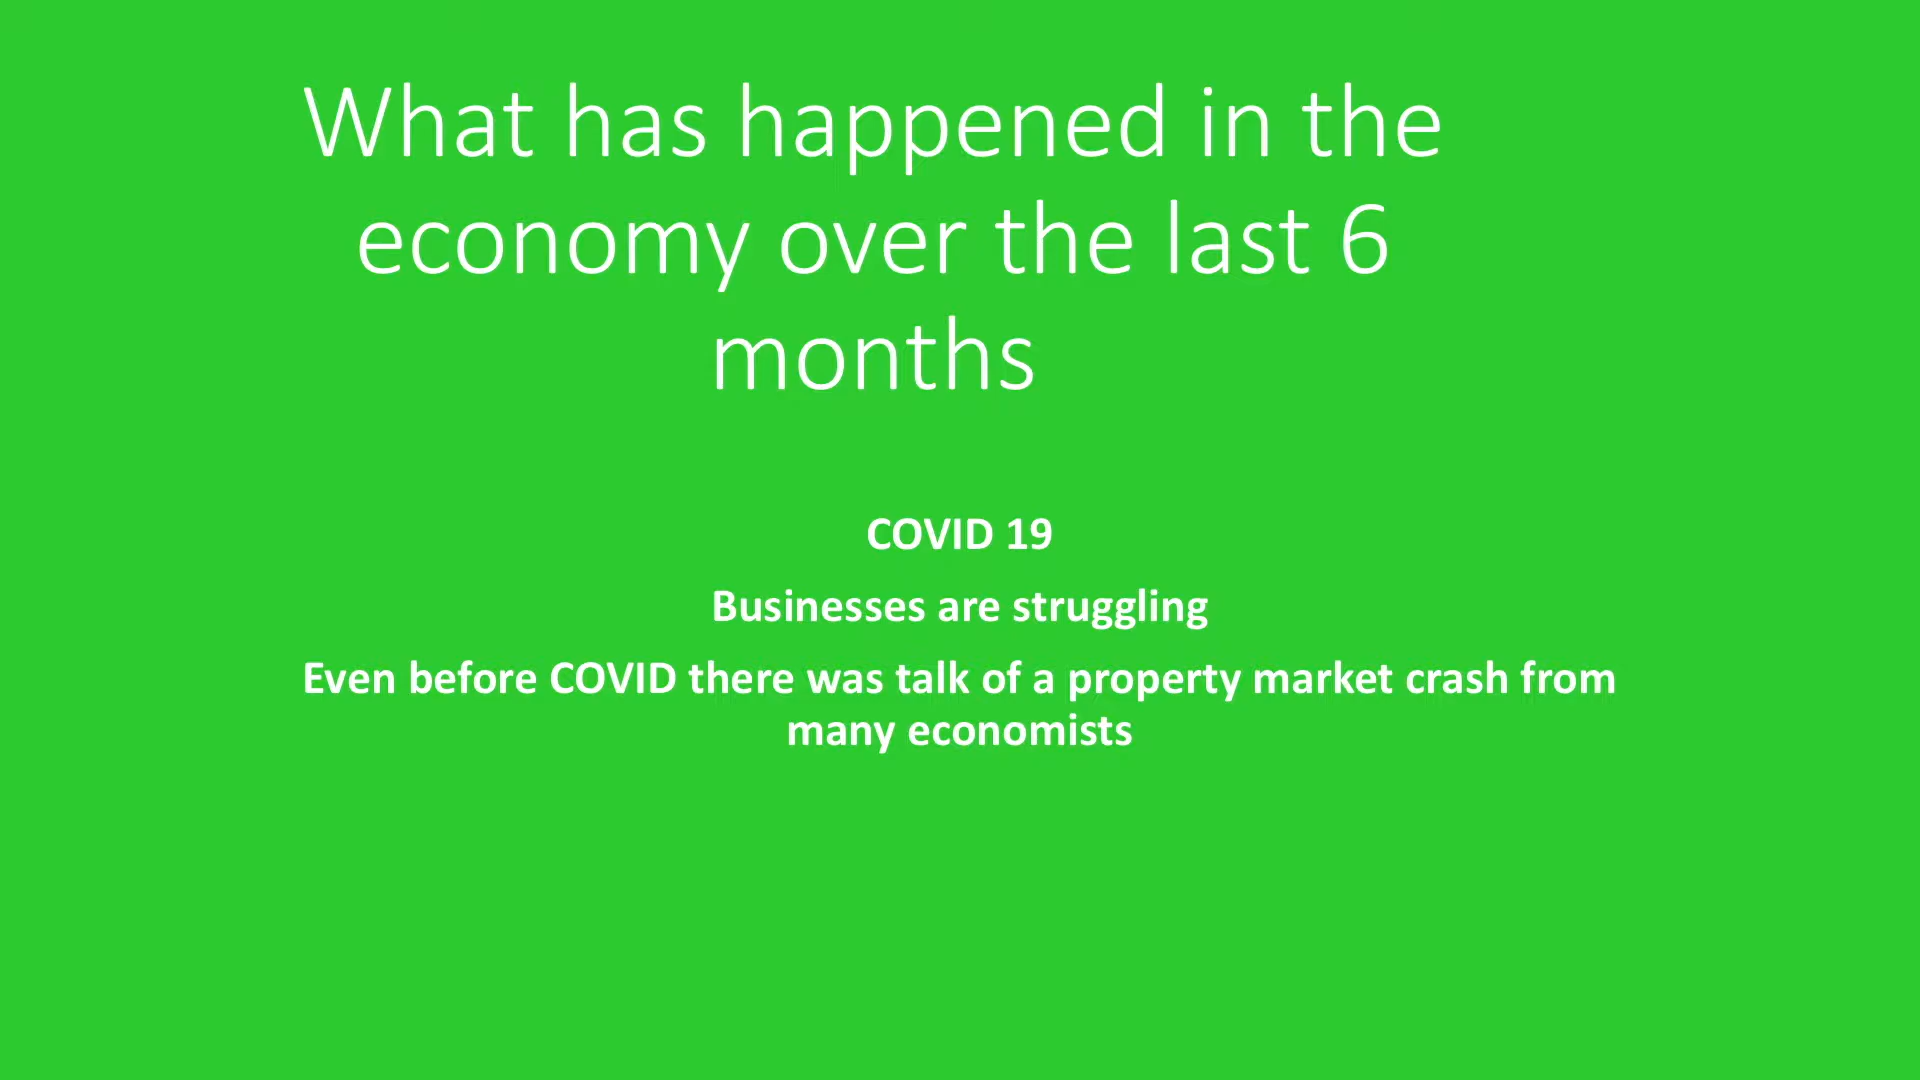 What has happened in the
economy over the last 6
months
COVID 19
Businesses are struggling
Even before COVID there was talk of a property market crash from
many economists